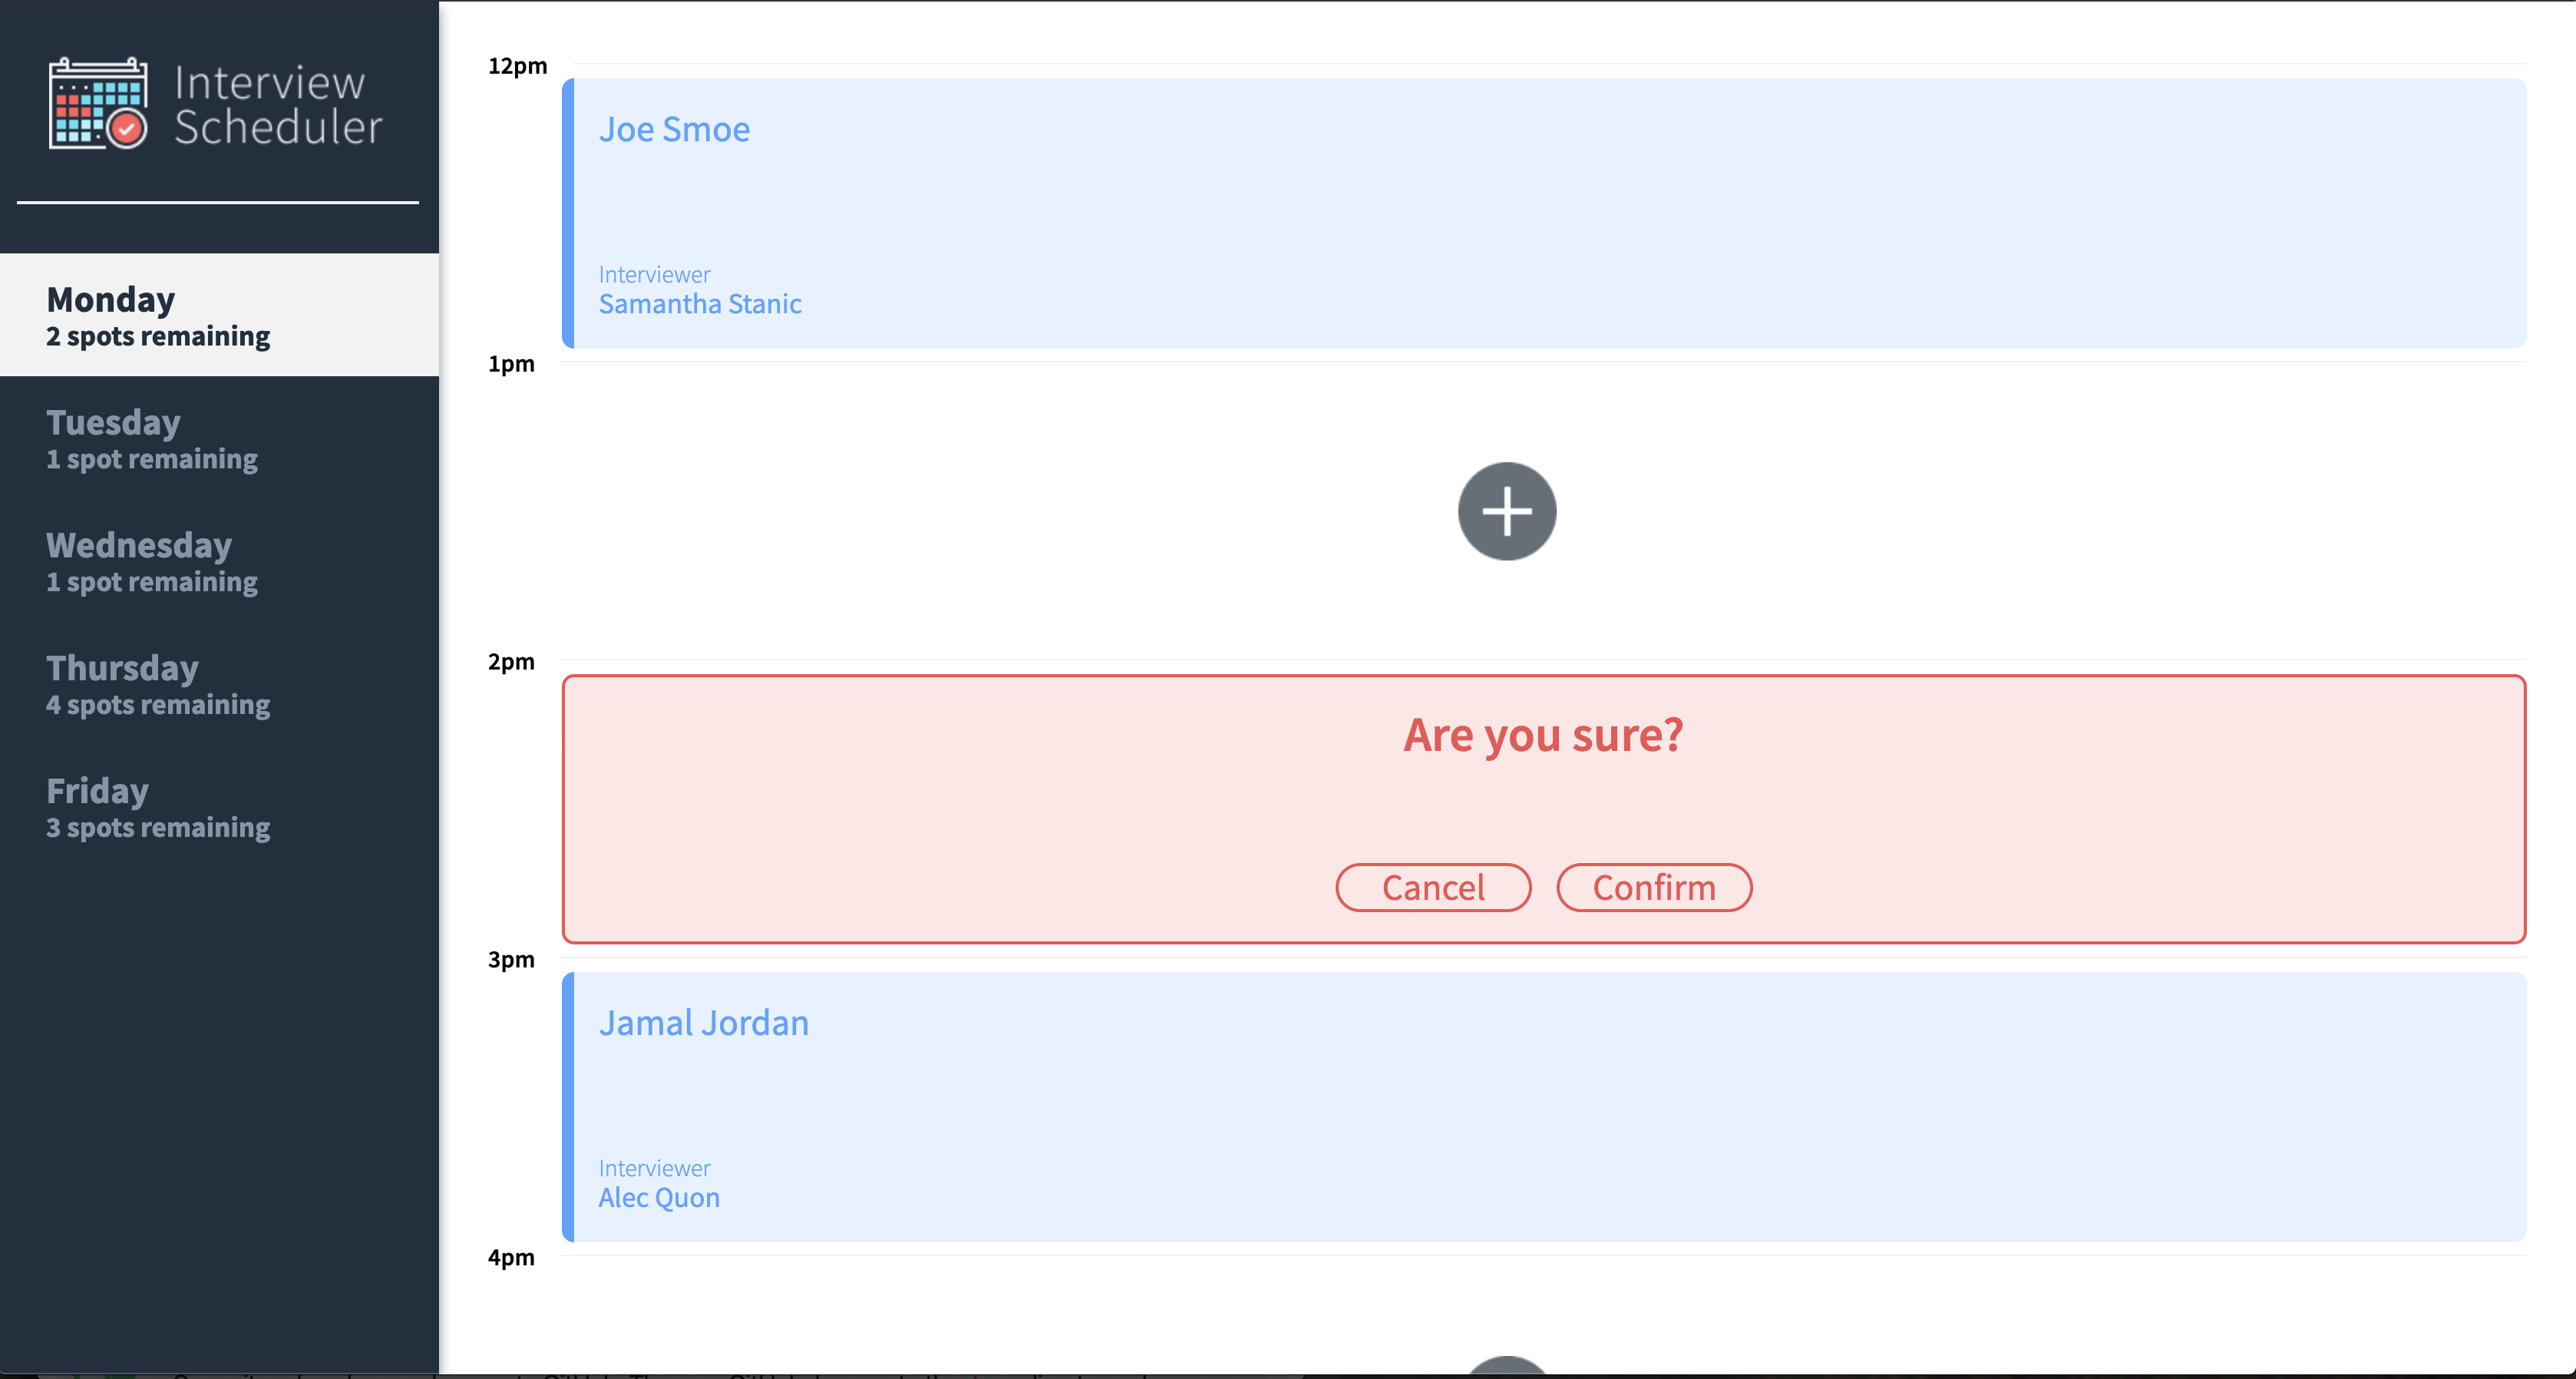 Interview
Scheduler
Monday
2 spots remaining
Tuesday
1 spot remaining
Wednesday
1 spot remaining
Thursday
4 spots remaining
Friday
3 spots remaining
12pm
Joe Smoe
Interviewer
Samantha Stanic
1pm
2pm
Are you sure?
Cancel Confirm
3pm
Jamal Jordan
Interviewer
Alec Quon
4pm